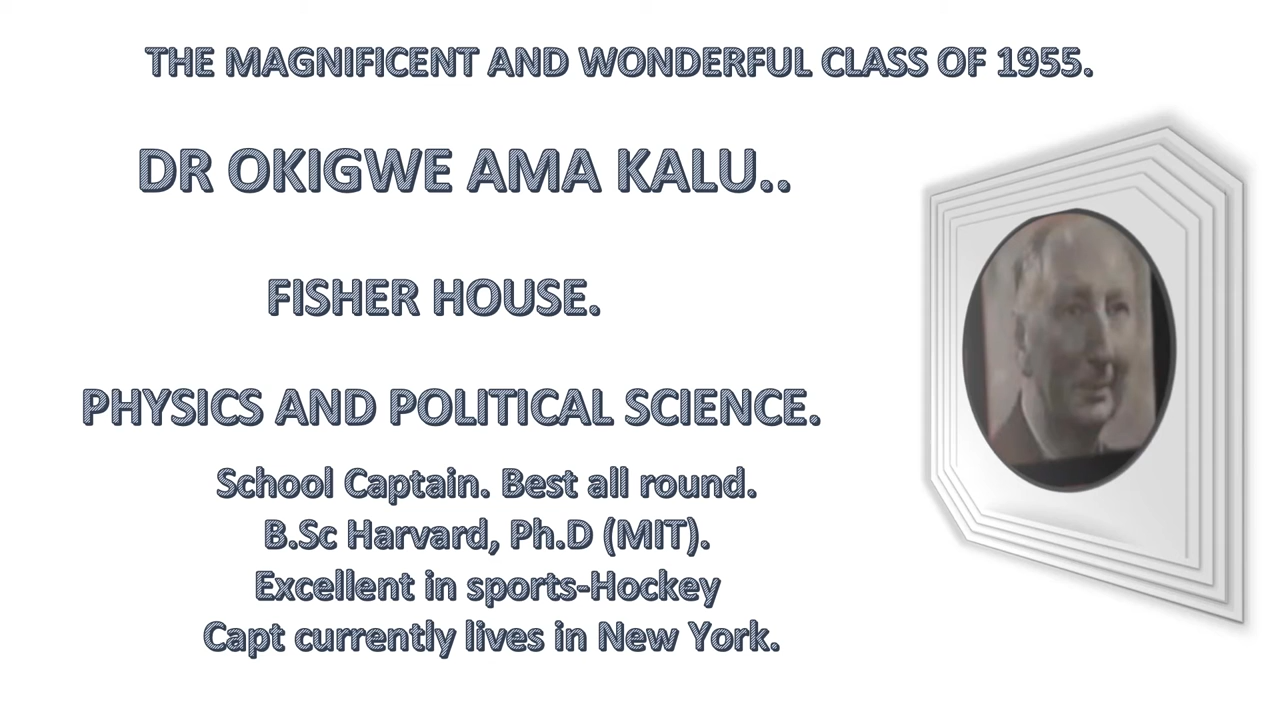 THE MAGNIFICENT AND WONDERFUL CLASS OF 1955.
DR OKIGWE AMA KALU..
FISHER HOUSE.
PHYSICS AND POLITICAL SCIENCE.
School Captain. Best all round.
B.Sc Harvard, Ph.D (MIT).
Excellent in sports-Hockey
Capt currently lives in New York.